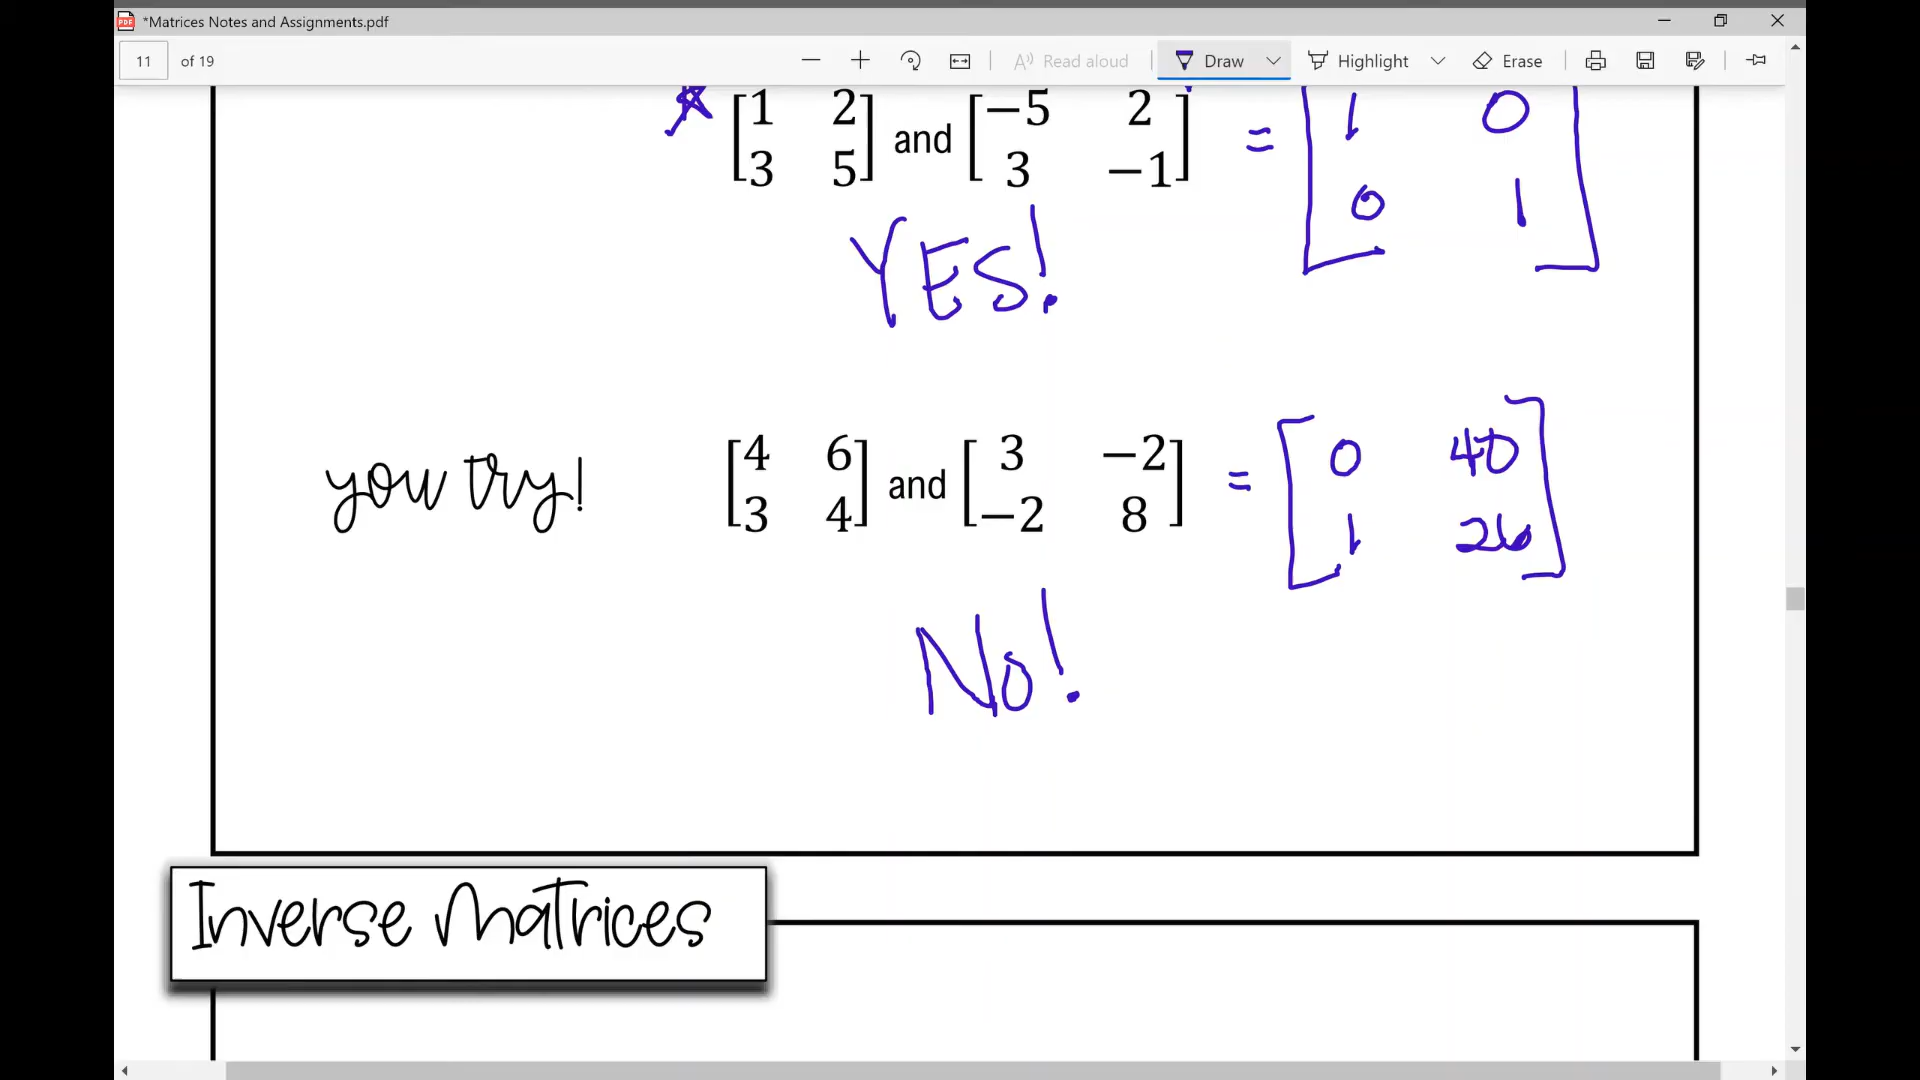 *Matrices Notes and Assignments.pdf
11 of 19 Read aloud Draw Highlight Erase
[1 2] and [−5 2] = [1 0]
[3 5] [3 −1] [0 1]
YES!
you try! [4 6] and [3 −2] = [0 40]
[3 4] [−2 8] [1 26]
No!
Inverse Matrices